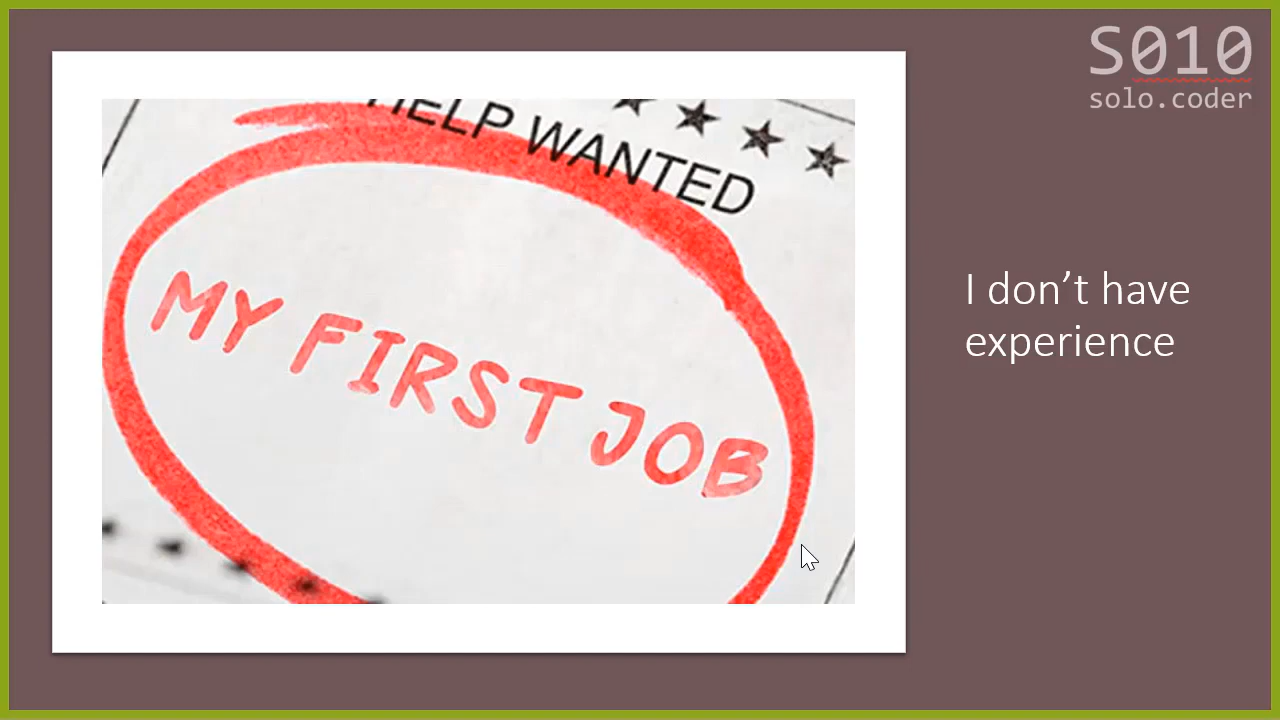 S010
solo.coder
HELP WANTED
MY FIRST JOB
I don’t have
experience